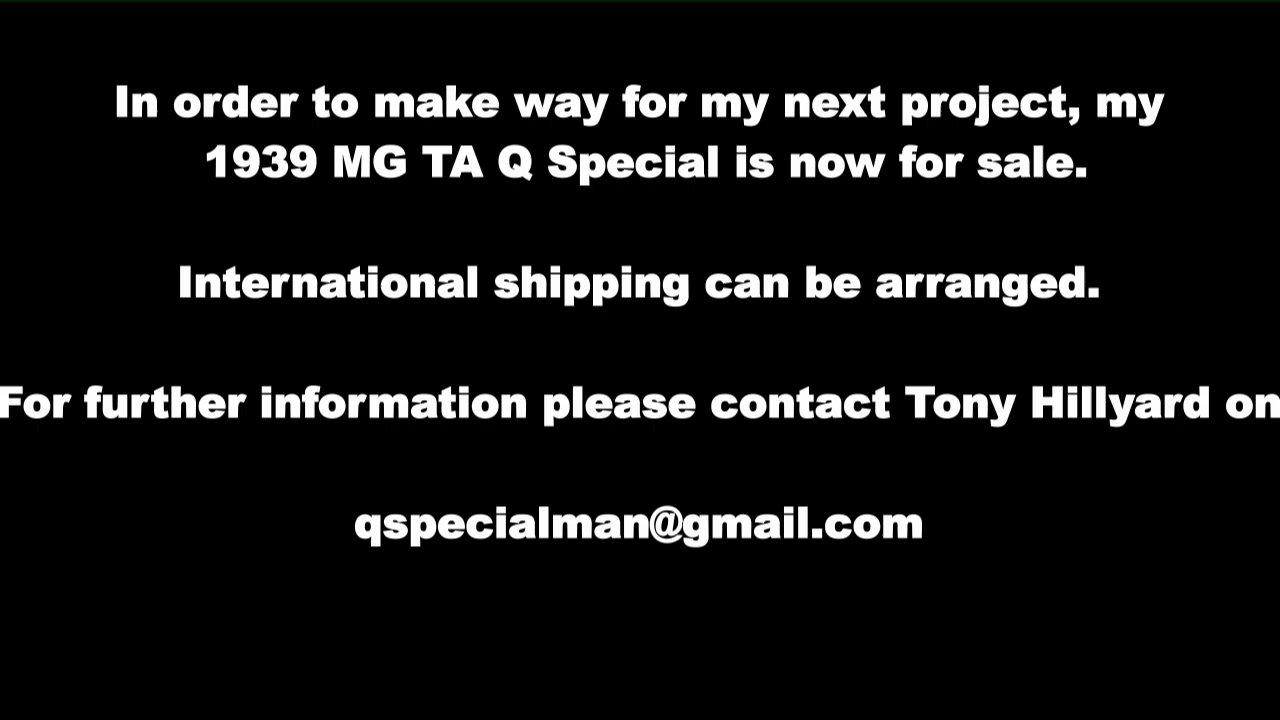 In order to make way for my next project, my
1939 MG TA Q Special is now for sale.
International shipping can be arranged.
For further information please contact Tony Hillyard on
qspecialman@gmail.com